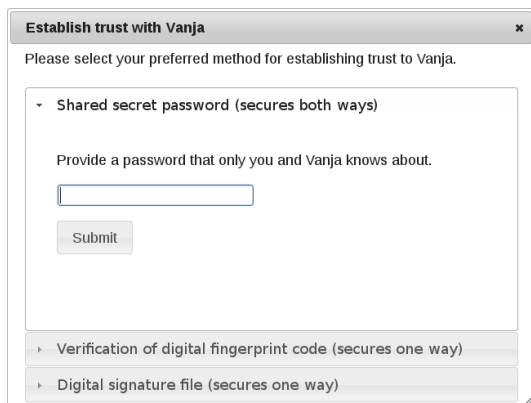 Establish trust with Vanja
Please select your preferred method for establishing trust to Vanja.
Shared secret password (secures both ways)
Provide a password that only you and Vanja knows about.
Submit
Verification of digital fingerprint code (secures one way)
Digital signature file (secures one way)